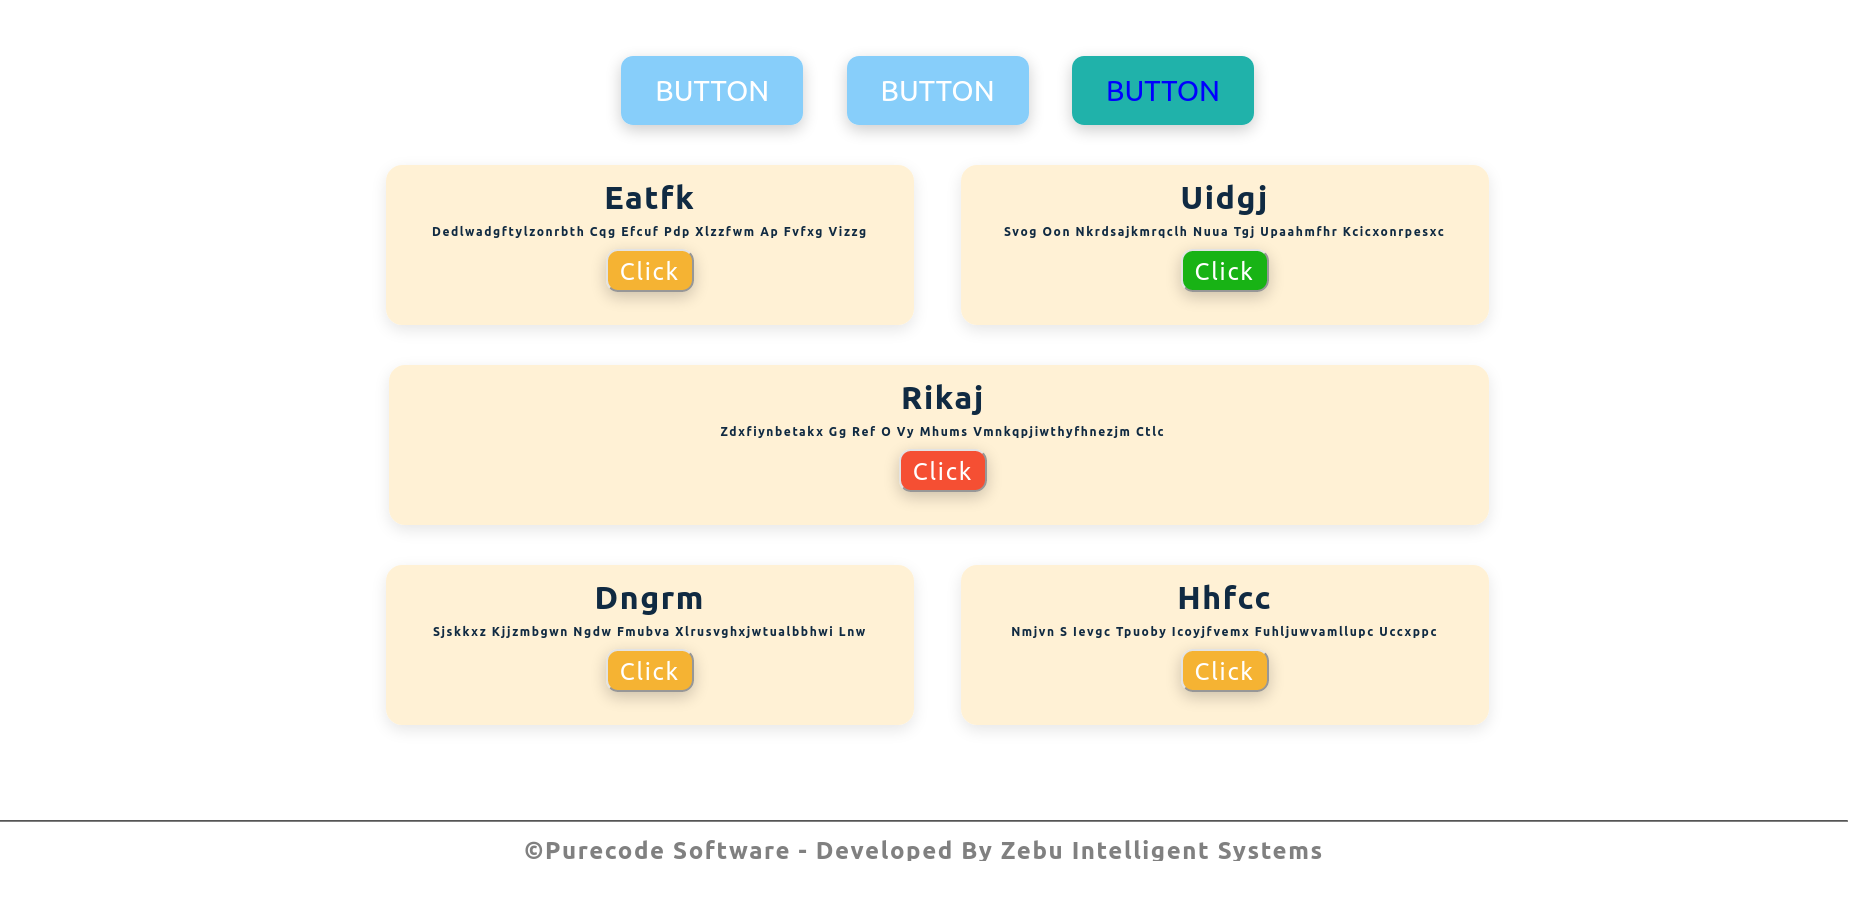 BUTTON BUTTON BUTTON
Eatfk
Dedlwadgftylzonrbth Cqg Efcuf Pdp Xlzzfwm Ap Fvfxg Vizzg
Click
Uidgj
Svog Oon Nkrdsajkmrqclh Nuua Tgj Upaahmfhr Kcicxonrpesxc
Click
Rikaj
Zdxfiynbetakx Gg Ref O Vy Mhums Vmnkqpjiwthyfhnezjm Ctlc
Click
Dngrm
Sjskkxz Kjjzmbgwn Ngdw Fmubva Xlrusvghxjwtualbbhwi Lnw
Click
Hhfcc
Nmjvn S Ievgc Tpuoby Icoyjfvemx Fuhljuwvamllupc Uccxppc
Click
©Purecode Software - Developed By Zebu Intelligent Systems